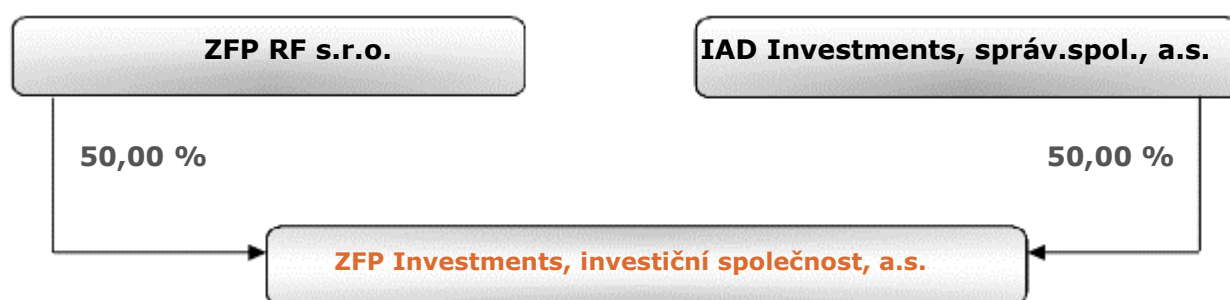 ZFP RF s.r.o.
IAD Investments, správ.spol., a.s.
50,00 %
50,00 %
ZFP Investments, investiční společnost, a.s.